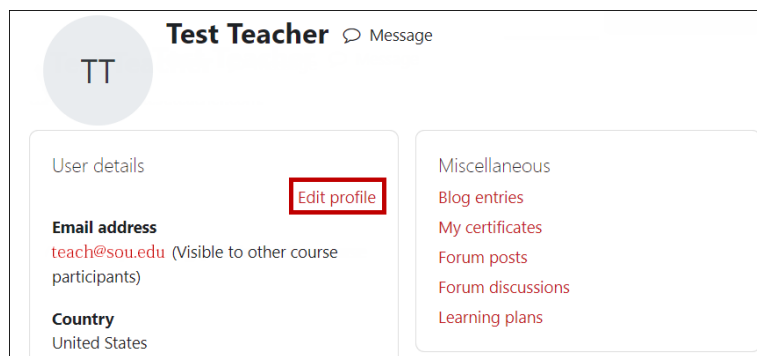 Test Teacher Message
TT
User details
Edit profile
Email address
teach@sou.edu (Visible to other course
participants)
Country
United States
Miscellaneous
Blog entries
My certificates
Forum posts
Forum discussions
Learning plans